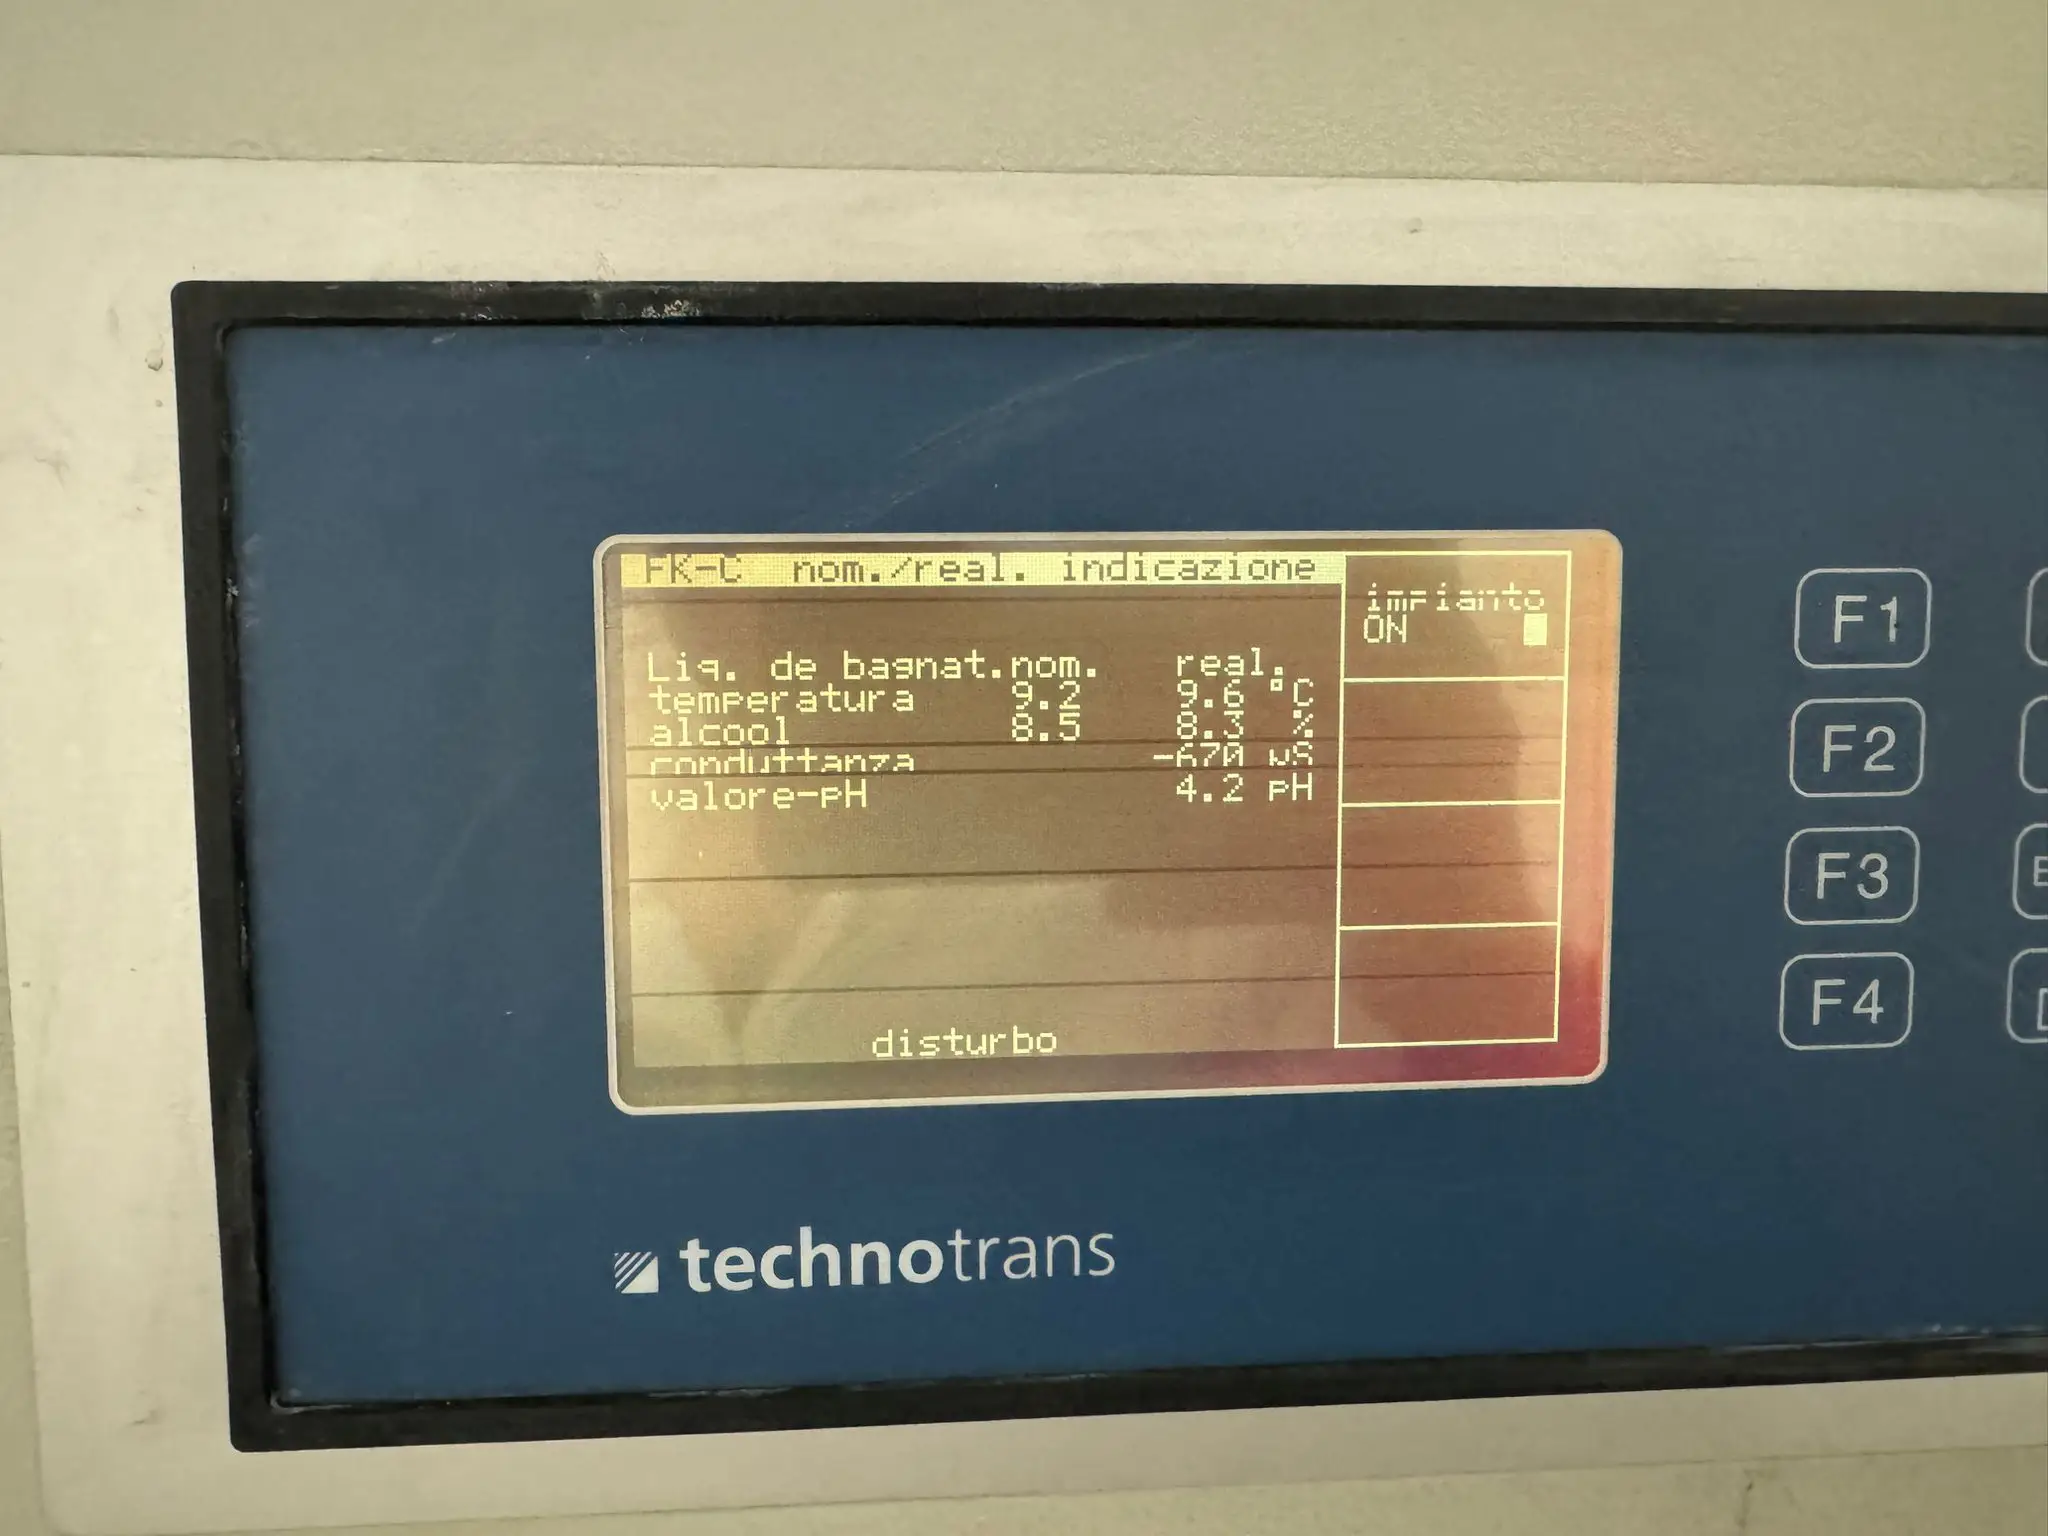 FK-C nom./real. indicazione
impianto
ON
Liq. de bagnat.nom. real.
temperatura 9.2 9.6 °C
alcool 8.5 8.3 %
conduttanza -670 µS
valore-pH 4.2 pH
disturbo
technotrans
F1
F2
F3
F4